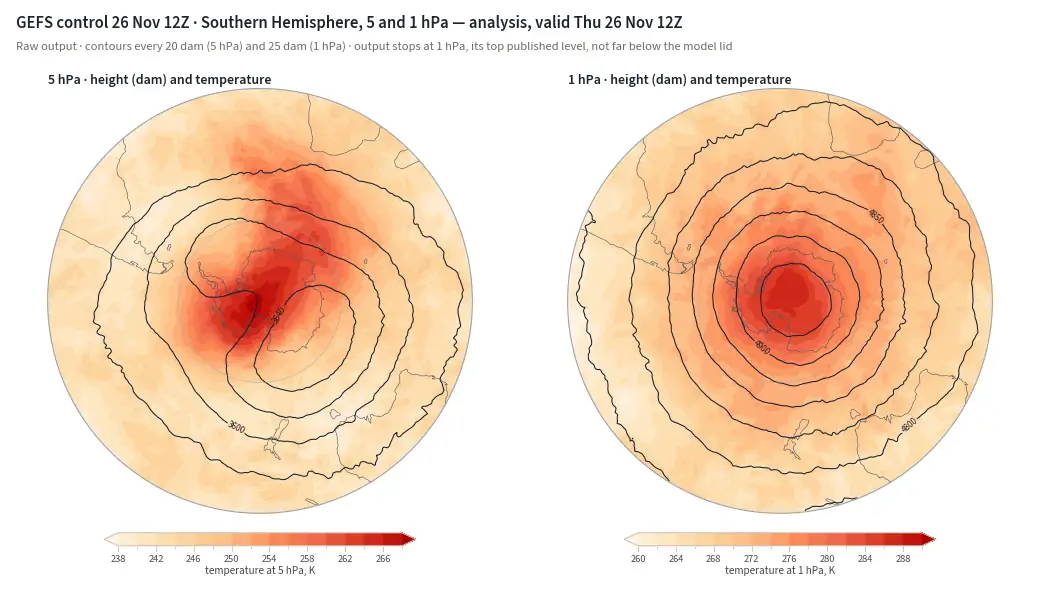 GEFS control 26 Nov 12Z · Southern Hemisphere, 5 and 1 hPa — analysis, valid Thu 26 Nov 12Z
Raw output · contours every 20 dam (5 hPa) and 25 dam (1 hPa) · output stops at 1 hPa, its top published level, not far below the model lid
5 hPa · height (dam) and temperature
1 hPa · height (dam) and temperature
4850
3640
4900
3600
4800
238 242 246 250 254 258 262 266
260 264 268 272 276 280 284 288
temperature at 5 hPa, K
temperature at 1 hPa, K